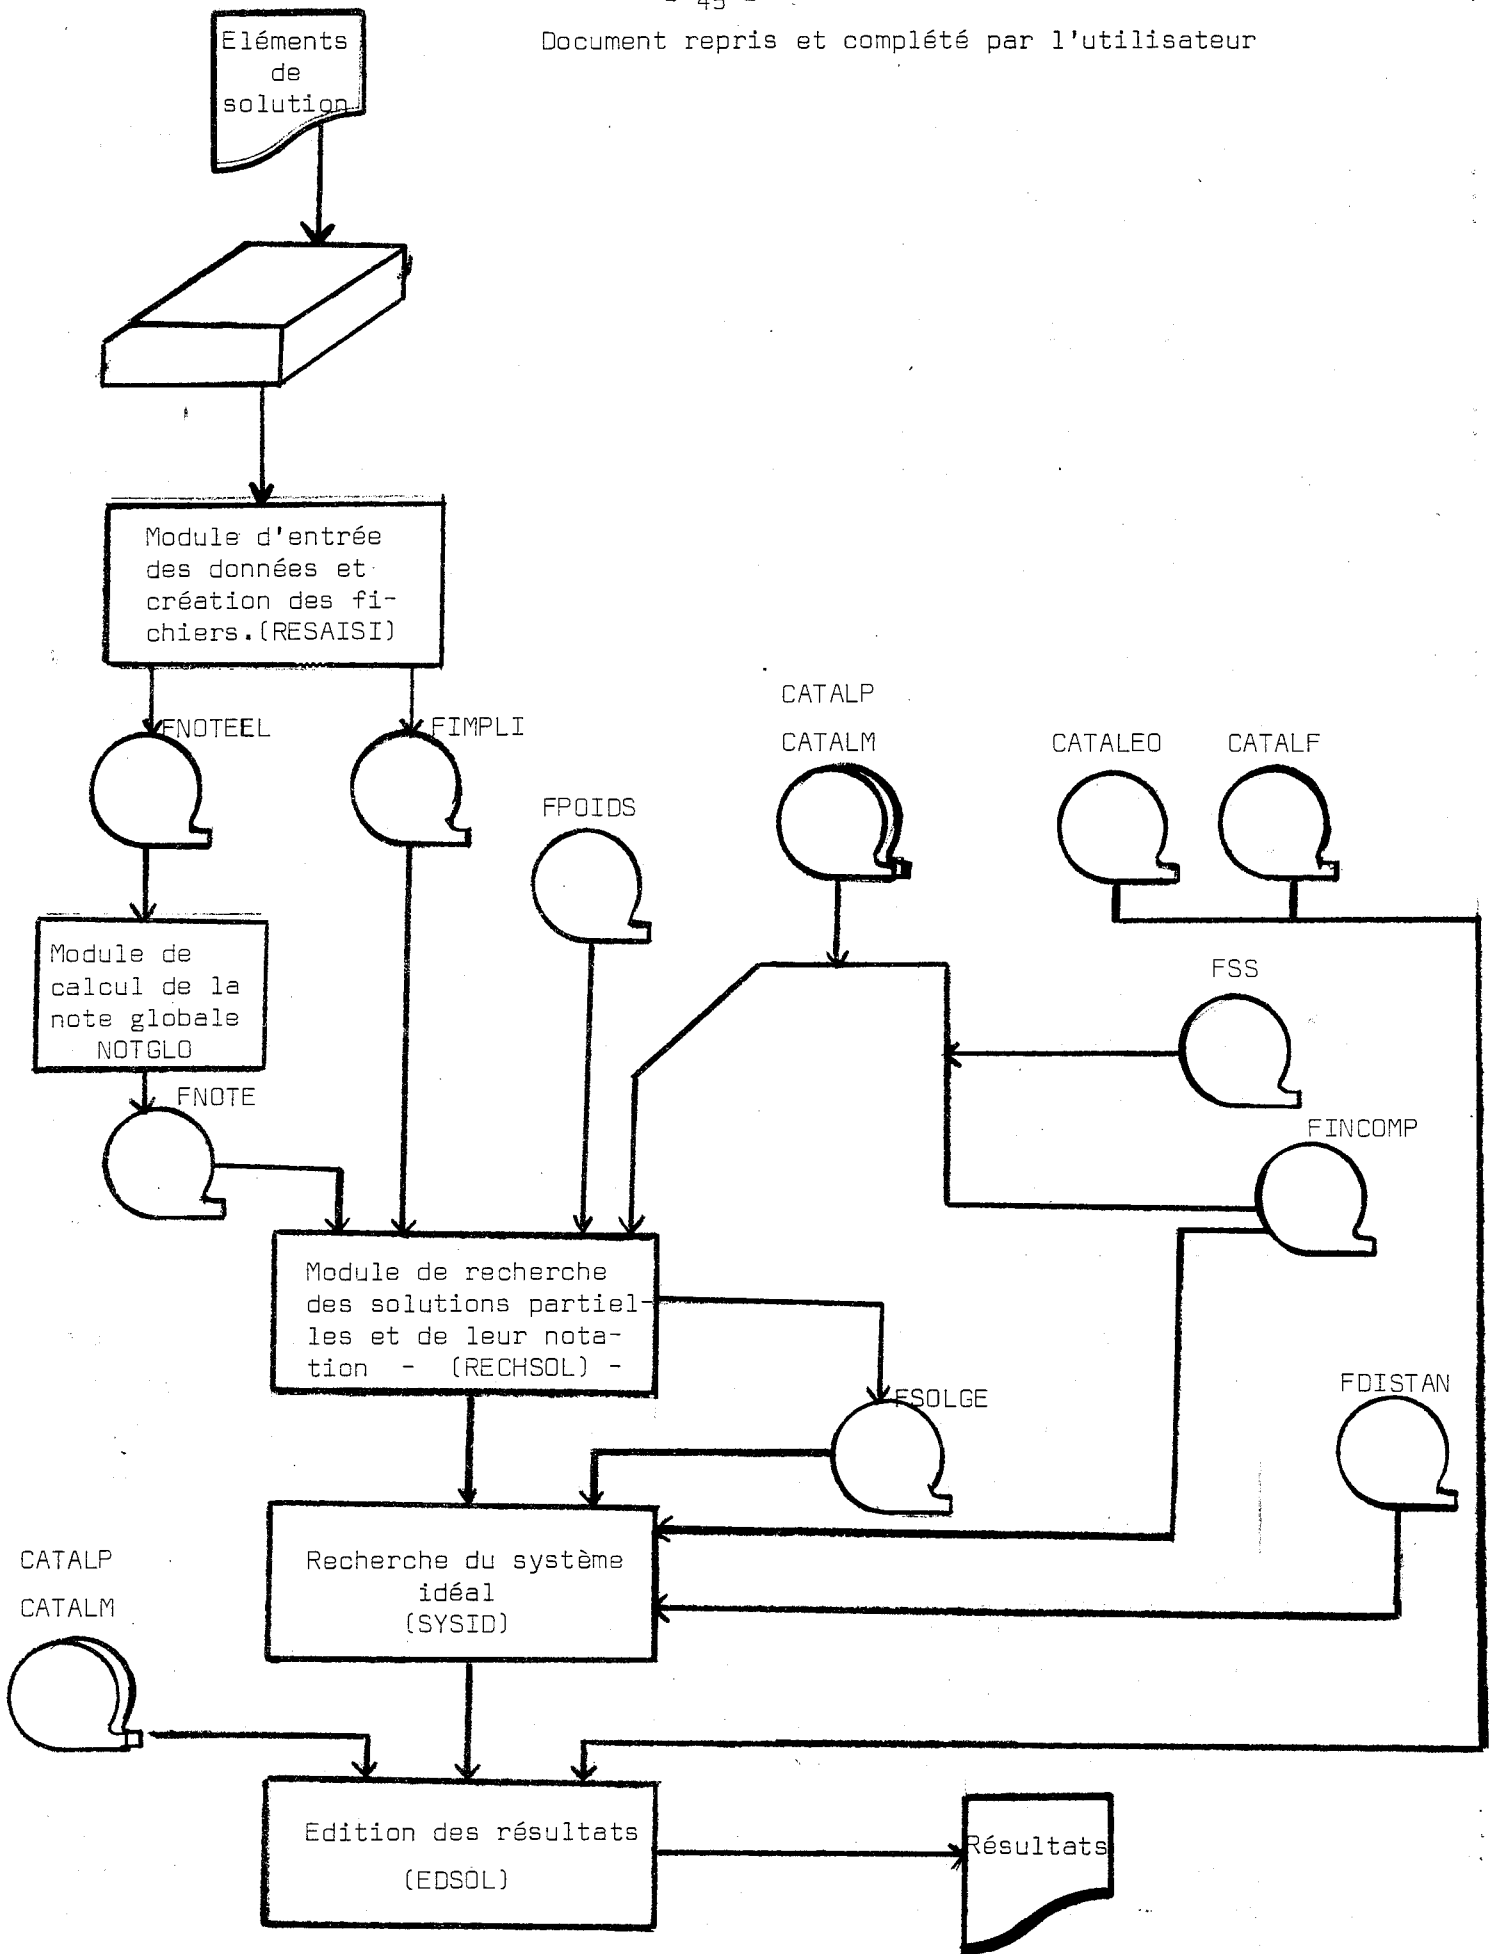 - 45 -
Document repris et complété par l'utilisateur
Eléments
de
solution
Module d'entrée
des données et
création des fi-
chiers.(RESAISI)
FNOTEEL
FIMPLI
FPOIDS
CATALP
CATALM
CATALEO
CATALF
Module de
calcul de la
note globale
NOTGLO
FNOTE
FSS
FINCOMP
Module de recherche
des solutions partiel-
les et de leur nota-
tion - (RECHSOL) -
FSOLGE
FDISTAN
Recherche du système
idéal
(SYSID)
CATALP
CATALM
Edition des résultats
(EDSOL)
Résultats